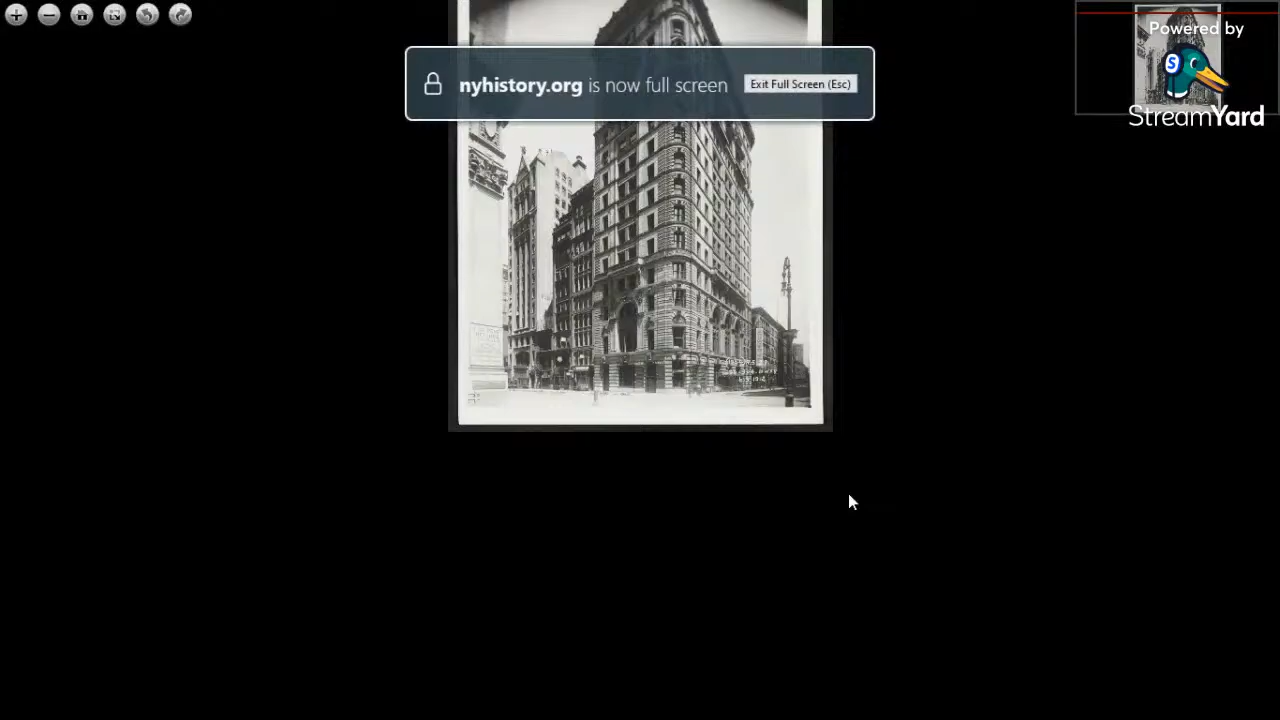 Powered by
nyhistory.org is now full screen
Exit Full Screen (Esc)
S
StreamYard